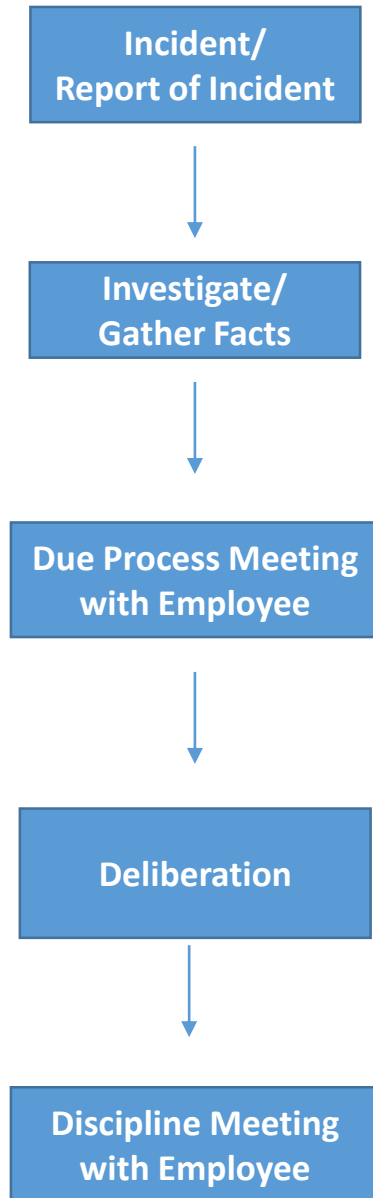 Incident/
Report of Incident
Investigate/
Gather Facts
Due Process Meeting
with Employee
Deliberation
Discipline Meeting
with Employee